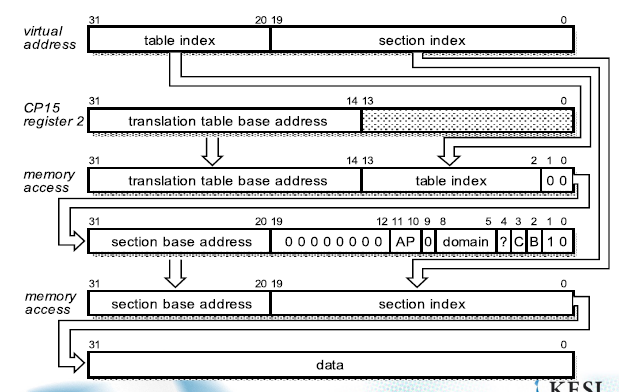 31 20 19 0
virtual address table index section index
31 14 13 0
CP15 register 2 translation table base address
31 14 13 2 1 0
memory access translation table base address table index 0 0
31 20 19 12 11 10 9 8 5 4 3 2 1 0
section base address 0 0 0 0 0 0 0 0 AP 0 domain ? C B 1 0
31 20 19 0
memory access section base address section index
31 0
data